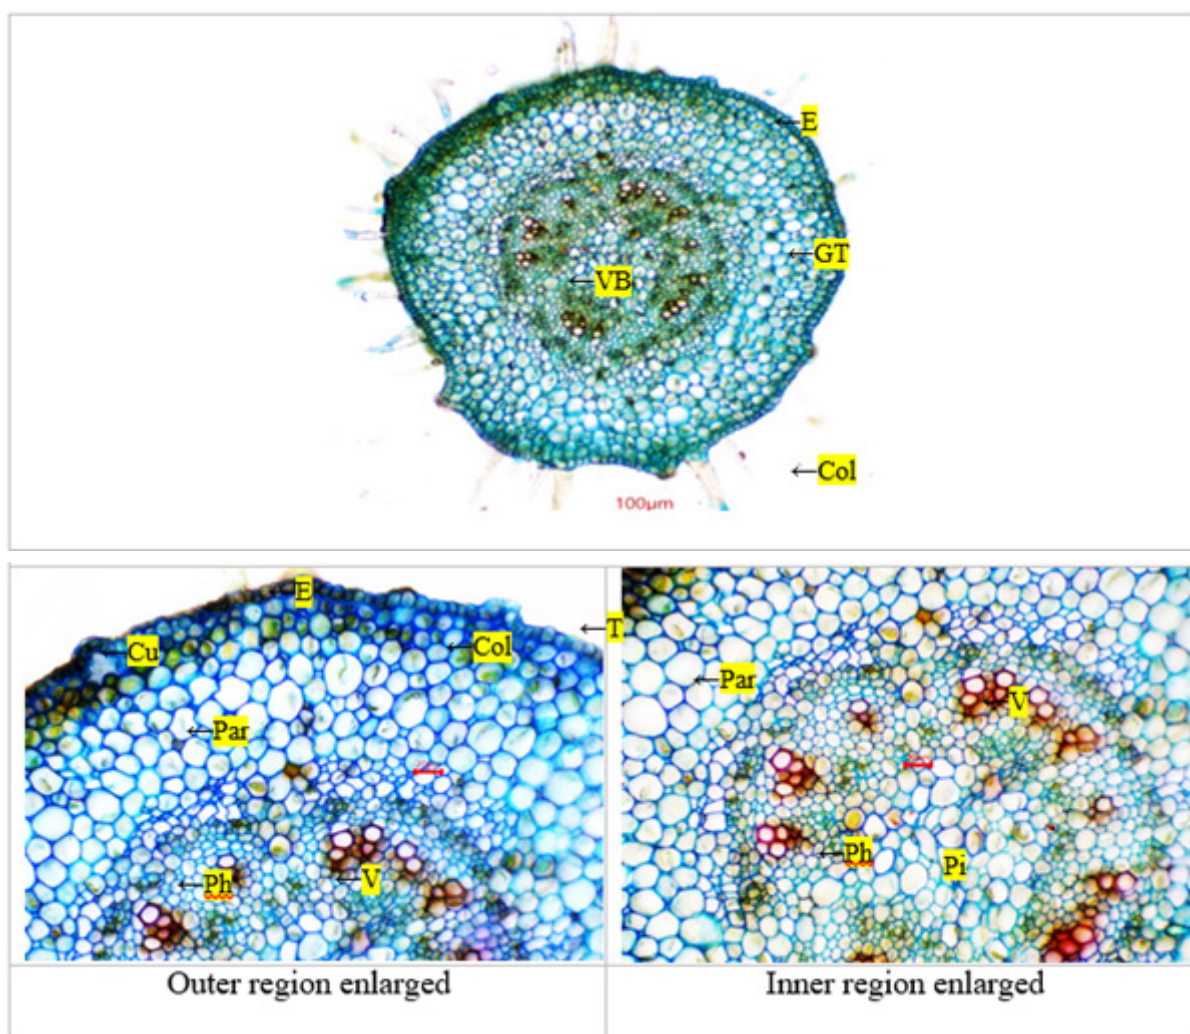 ←E
←GT
←VB
←Col
100µm
←E
←T
←Cu
←Col
←Par
←Ph
←V
Outer region enlarged
←Par
V
←Ph
Pi
Inner region enlarged